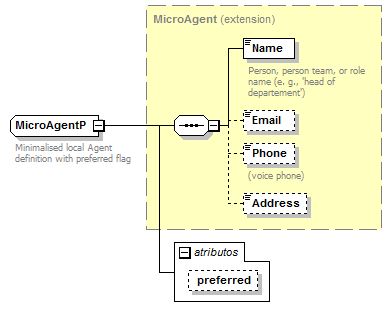 MicroAgent (extension)
Name
Person, person team, or role
name (e. g., 'head of
departement')
MicroAgentP
Minimalised local Agent
definition with preferred flag
Email
Phone
(voice phone)
Address
atributos
preferred